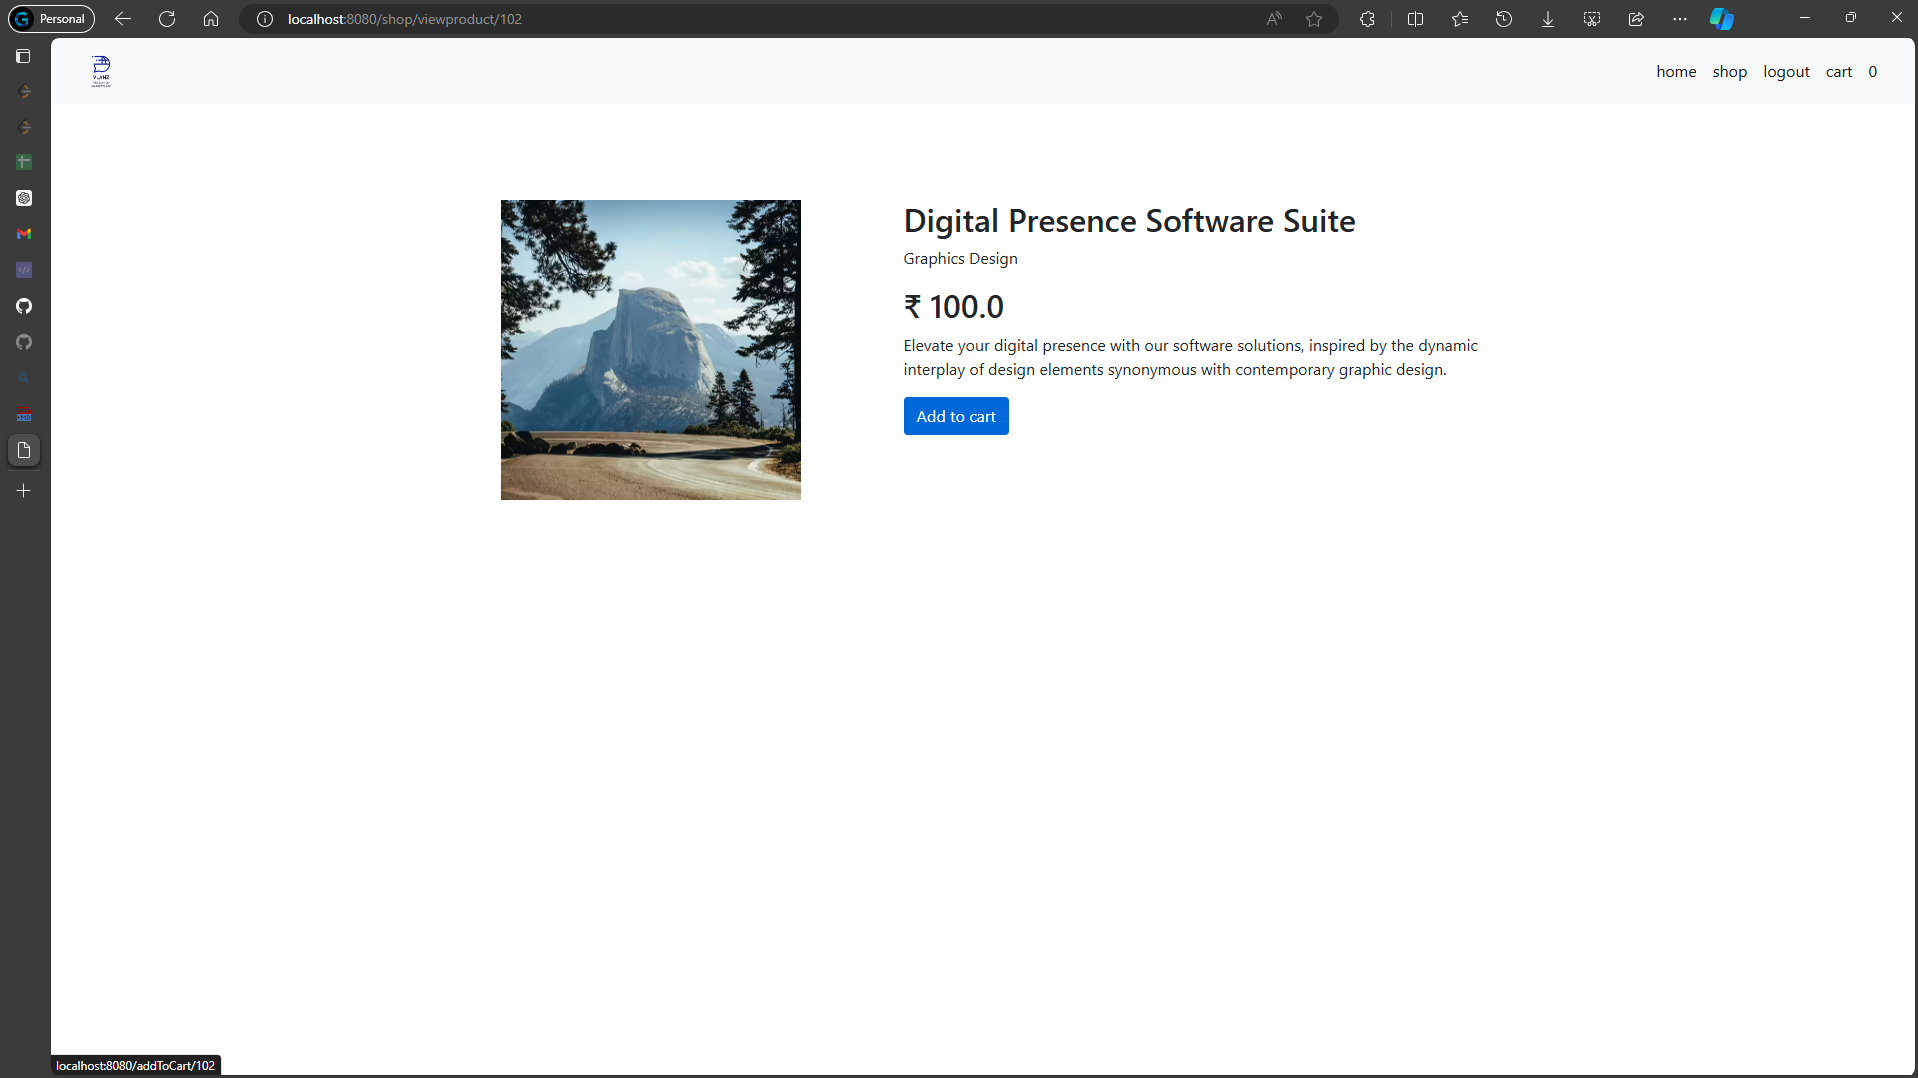 Personal
localhost:8080/shop/viewproduct/102
home shop logout cart 0
Digital Presence Software Suite
Graphics Design
₹ 100.0
Elevate your digital presence with our software solutions, inspired by the dynamic
interplay of design elements synonymous with contemporary graphic design.
Add to cart
localhost:8080/addToCart/102